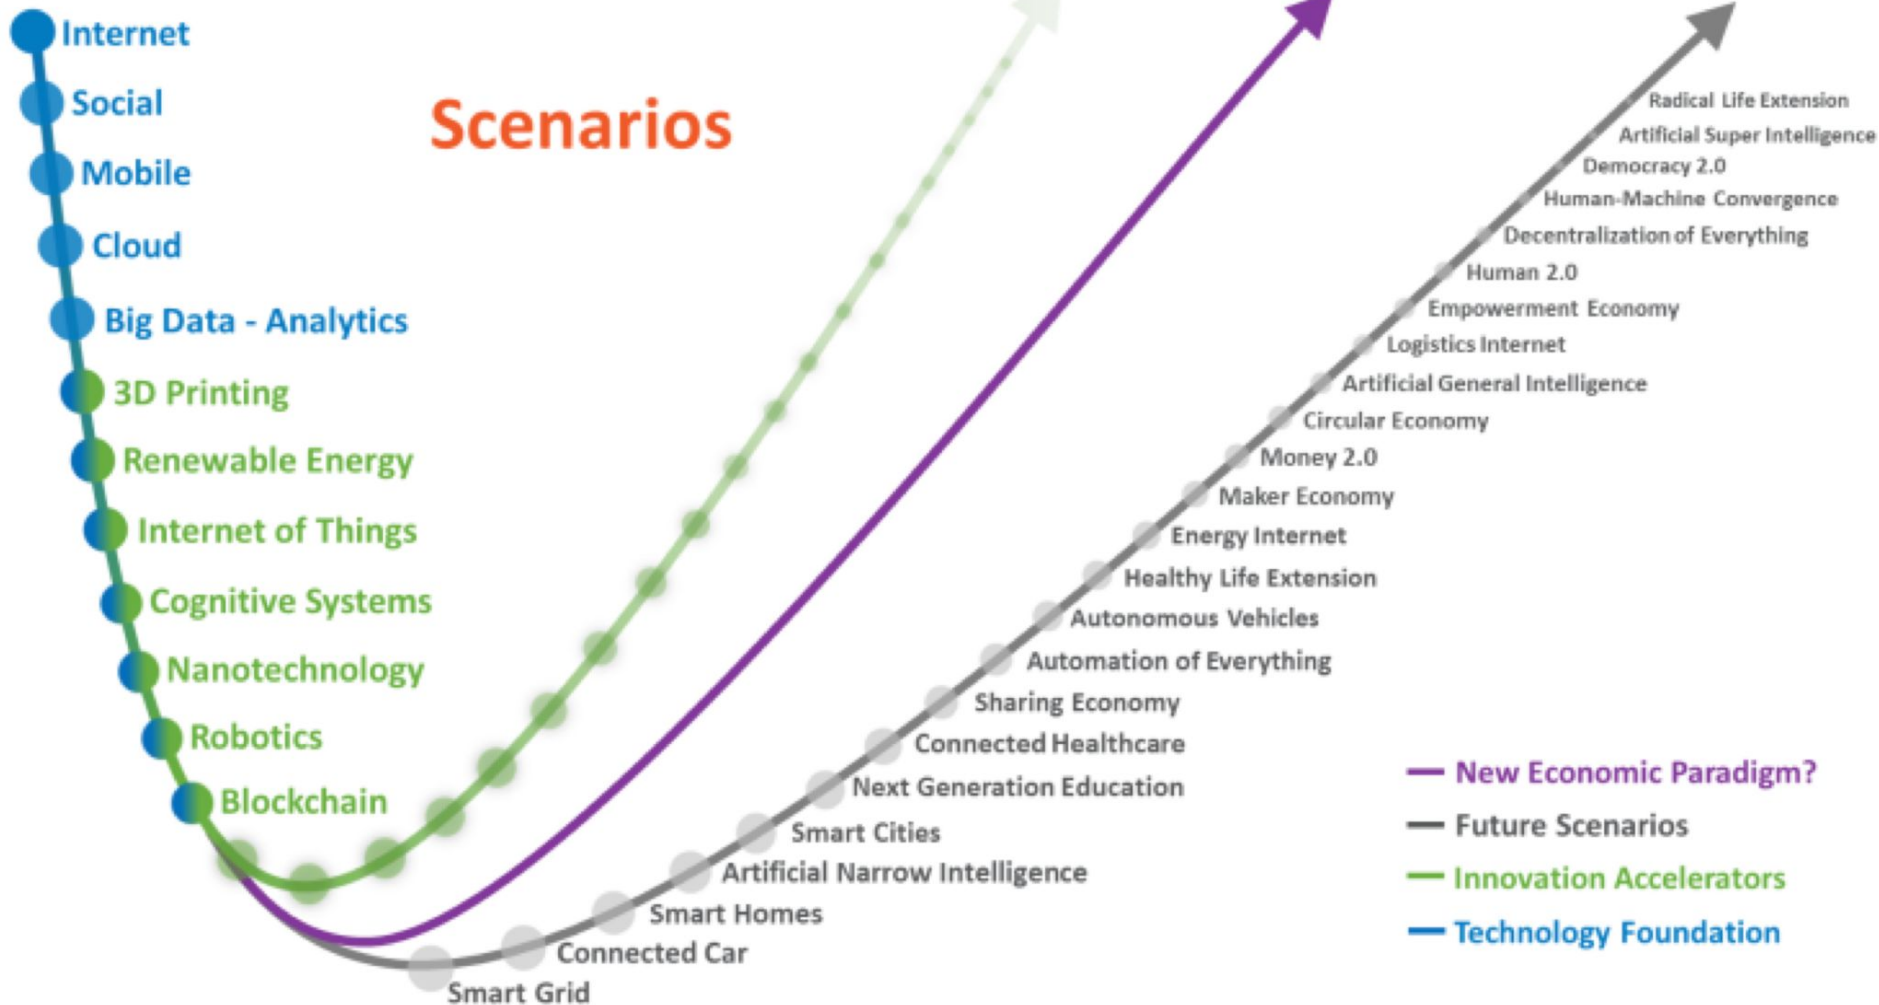 Internet
Social
Mobile
Cloud
Big Data - Analytics
3D Printing
Renewable Energy
Internet of Things
Cognitive Systems
Nanotechnology
Robotics
Blockchain
Scenarios
Radical Life Extension
Artificial Super Intelligence
Democracy 2.0
Human-Machine Convergence
Decentralization of Everything
Human 2.0
Empowerment Economy
Logistics Internet
Artificial General Intelligence
Circular Economy
Money 2.0
Maker Economy
Energy Internet
Healthy Life Extension
Autonomous Vehicles
Automation of Everything
Sharing Economy
Connected Healthcare
Next Generation Education
Smart Cities
Artificial Narrow Intelligence
Smart Homes
Connected Car
Smart Grid
New Economic Paradigm?
Future Scenarios
Innovation Accelerators
Technology Foundation